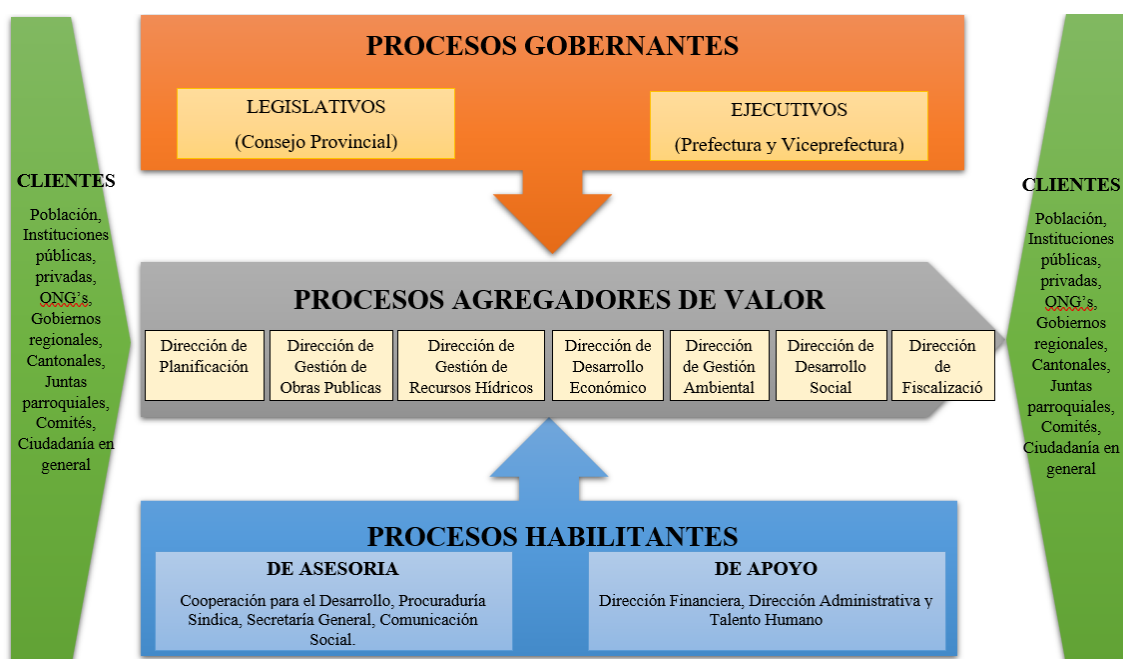 CLIENTES
Población,
Instituciones
públicas,
privadas,
ONG's,
Gobiernos
regionales,
Cantonales,
Juntas
parroquiales,
Comités,
Ciudadanía en
general
PROCESOS GOBERNANTES
LEGISLATIVOS
(Consejo Provincial)
EJECUTIVOS
(Prefectura y Viceprefectura)
PROCESOS AGREGADORES DE VALOR
Dirección de
Planificación
Dirección de
Gestión de
Obras Publicas
Dirección de
Gestión de
Recursos Hídricos
Dirección de
Desarrollo
Económico
Dirección
de Gestión
Ambiental
Dirección de
Desarrollo
Social
Dirección
de
Fiscalizació
PROCESOS HABILITANTES
DE ASESORIA
Cooperación para el Desarrollo, Procuraduría
Sindica, Secretaría General, Comunicación
Social.
DE APOYO
Dirección Financiera, Dirección Administrativa y
Talento Humano
CLIENTES
Población,
Instituciones
públicas,
privadas,
ONG's,
Gobiernos
regionales,
Cantonales,
Juntas
parroquiales,
Comités,
Ciudadanía en
general